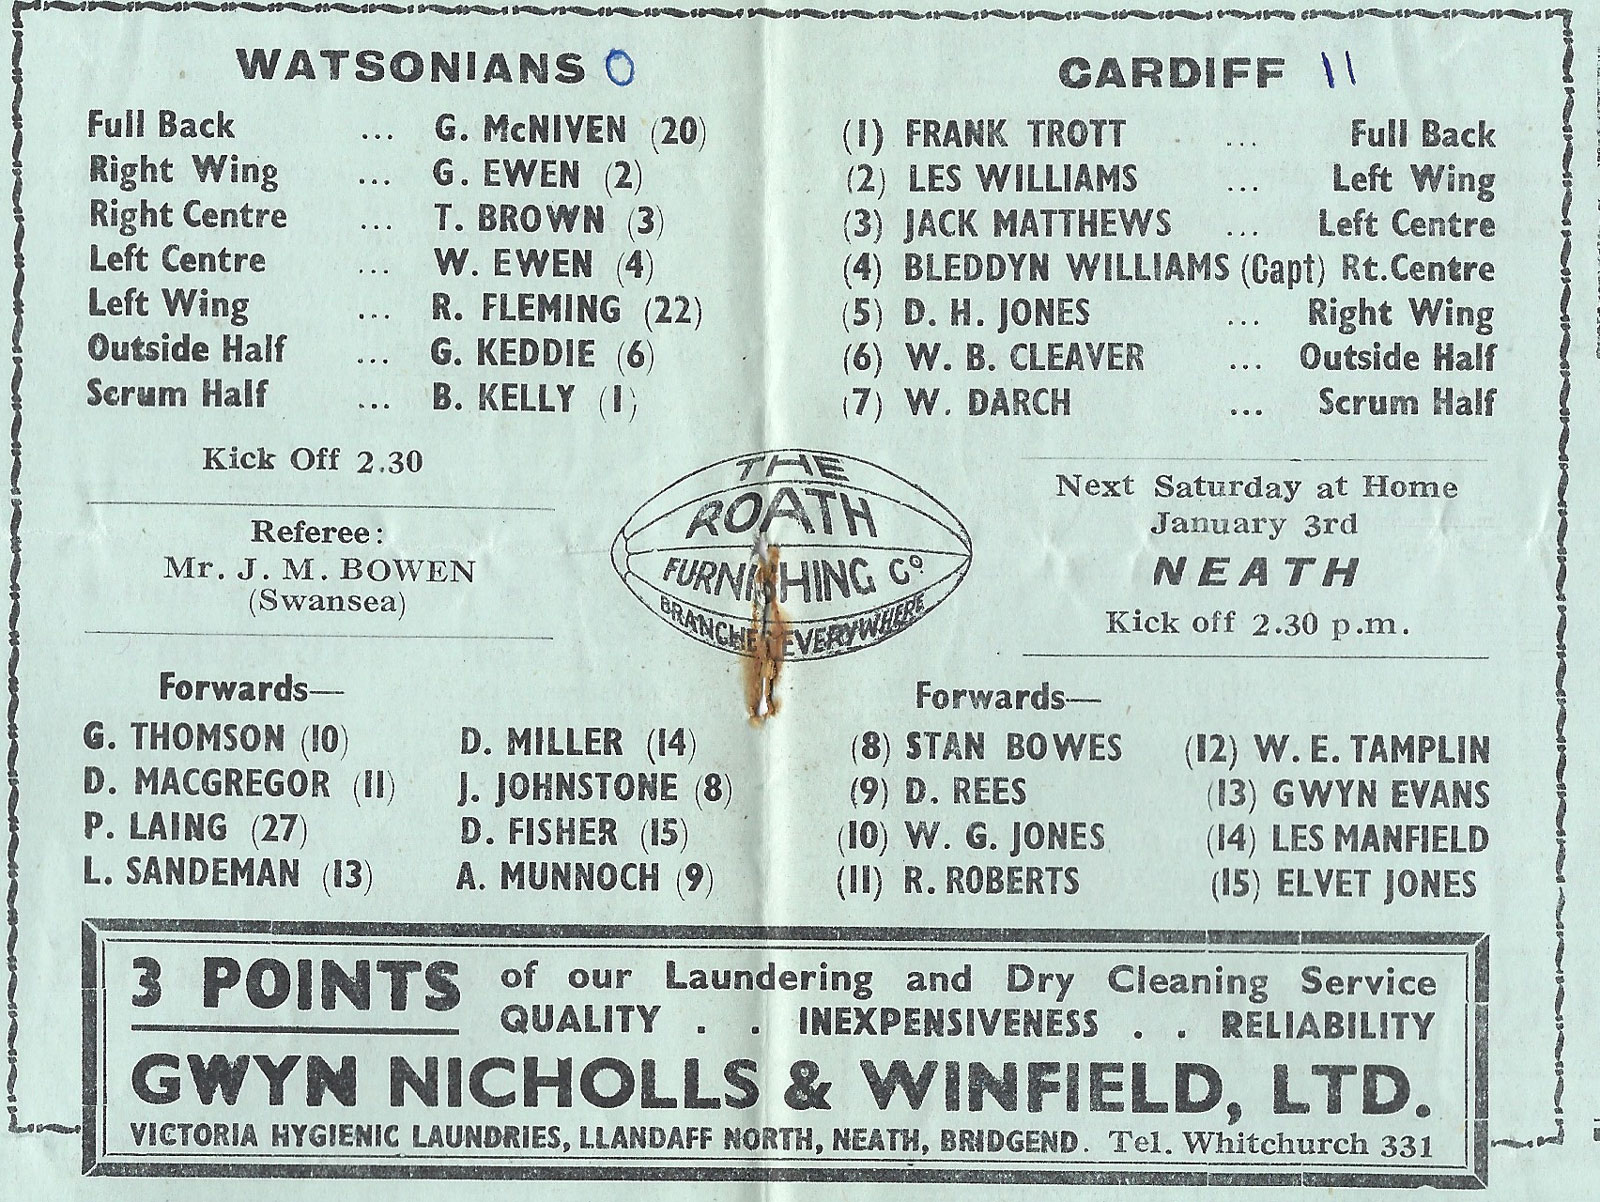 WATSONIANS 0
Full Back ... G. McNIVEN (20)
Right Wing ... G. EWEN (2)
Right Centre ... T. BROWN (3)
Left Centre ... W. EWEN (4)
Left Wing ... R. FLEMING (22)
Outside Half ... G. KEDDIE (6)
Scrum Half ... B. KELLY (1)
Kick Off 2.30
Referee:
Mr. J. M. BOWEN
(Swansea)
Forwards—
G. THOMSON (10) D. MILLER (14)
D. MACGREGOR (11) J. JOHNSTONE (8)
P. LAING (27) D. FISHER (15)
L. SANDEMAN (13) A. MUNNOCH (9)
THE
ROATH
FURNISHING Co
BRANCHES EVERYWHERE
CARDIFF 11
(1) FRANK TROTT ... Full Back
(2) LES WILLIAMS ... Left Wing
(3) JACK MATTHEWS ... Left Centre
(4) BLEDDYN WILLIAMS (Capt) Rt.Centre
(5) D. H. JONES ... Right Wing
(6) W. B. CLEAVER ... Outside Half
(7) W. DARCH ... Scrum Half
Next Saturday at Home
January 3rd
NEATH
Kick off 2.30 p.m.
Forwards—
(8) STAN BOWES (12) W. E. TAMPLIN
(9) D. REES (13) GWYN EVANS
(10) W. G. JONES (14) LES MANFIELD
(11) R. ROBERTS (15) ELVET JONES
3 POINTS of our Laundering and Dry Cleaning Service
QUALITY . . INEXPENSIVENESS . . RELIABILITY
GWYN NICHOLLS & WINFIELD, LTD.
VICTORIA HYGIENIC LAUNDRIES, LLANDAFF NORTH, NEATH, BRIDGEND. Tel. Whitchurch 331